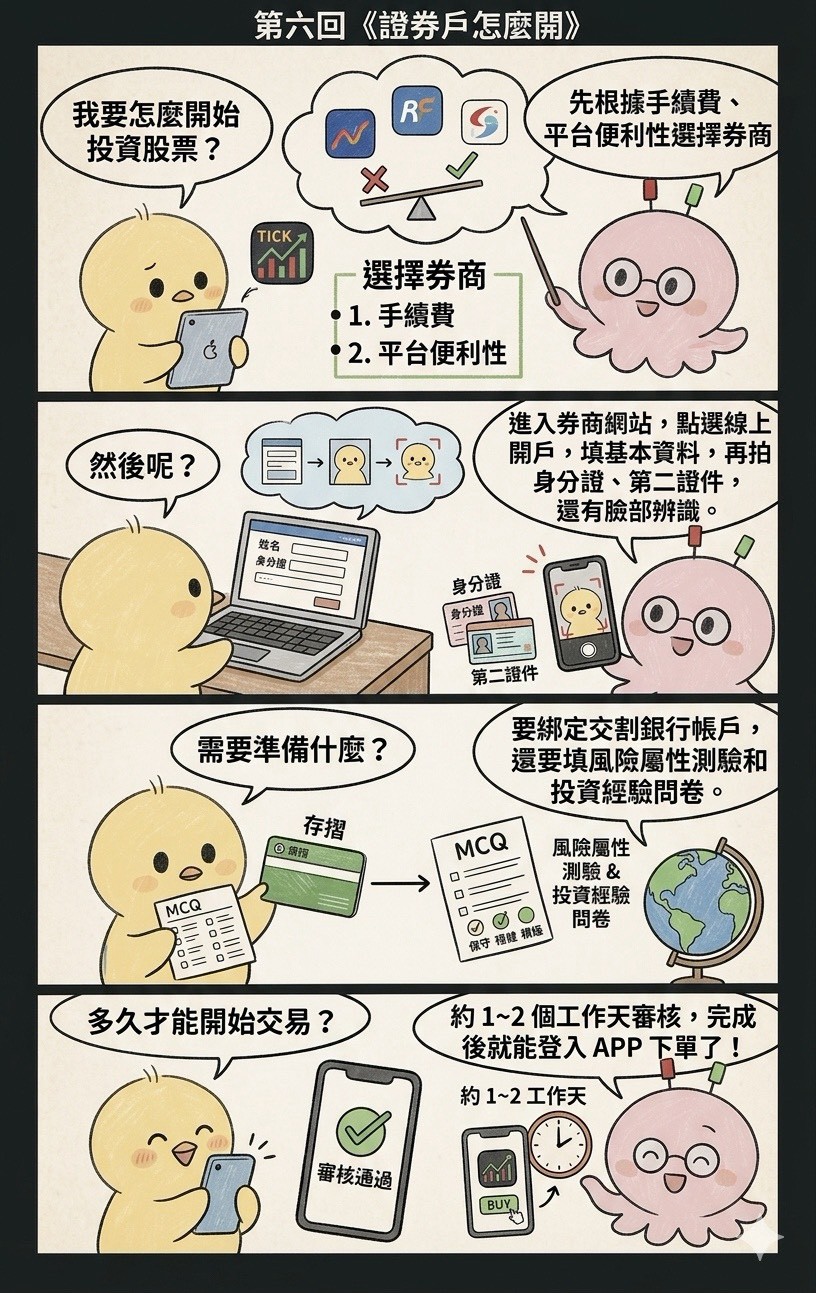 第六回《證券戶怎麼開》
我要怎麼開始
投資股票？
先根據手續費、
平台便利性選擇券商
RF
TICK
選擇券商
• 1. 手續費
• 2. 平台便利性
然後呢？
進入券商網站，點選線上
開戶，填基本資料，再拍
身分證、第二證件，
還有臉部辨識。
姓名
身分證
身分證
第二證件
需要準備什麼？
要綁定交割銀行帳戶，
還要填風險屬性測驗和
投資經驗問卷。
存摺
MCQ
MCQ
保守 穩健
風險屬性
測驗 &
投資經驗
問卷
多久才能開始交易？
約 1~2 個工作天審核，完成
後就能登入 APP 下單了！
審核通過
約 1~2 工作天
BUY